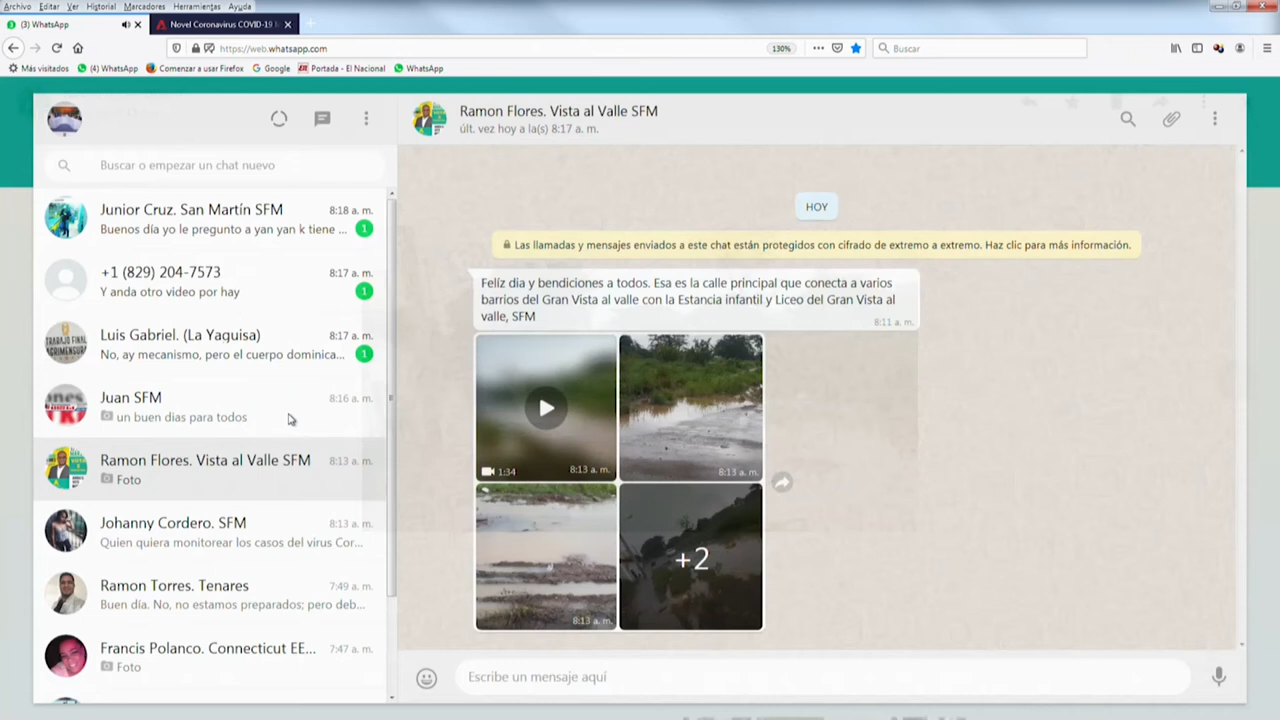 Archivo Editar Ver Historial Marcadores Herramientas Ayuda
(3) WhatsApp
Novel Coronavirus COVID-19
https://web.whatsapp.com
130%
Buscar
Más visitados
(4) WhatsApp
Comenzar a usar Firefox
Google
Portada - El Nacional
WhatsApp
Buscar o empezar un chat nuevo
Junior Cruz. San Martín SFM 8:18 a. m.
Buenos día yo le pregunto a yan yan k tiene ... 1
+1 (829) 204-7573 8:17 a. m.
Y anda otro video por hay 1
TRABAJO FINAL
AGRIMENSURA
Luis Gabriel. (La Yaguisa) 8:17 a. m.
No, ay mecanismo, pero el cuerpo dominica... 1
Juan SFM 8:16 a. m.
un buen dias para todos
Ramon Flores. Vista al Valle SFM 8:13 a. m.
Foto
Johanny Cordero. SFM 8:13 a. m.
Quien quiera monitorear los casos del virus Cor...
Ramon Torres. Tenares 7:49 a. m.
Buen día. No, no estamos preparados; pero deb...
Francis Polanco. Connecticut EE... 7:47 a. m.
Foto
Ramon Flores. Vista al Valle SFM
últ. vez hoy a la(s) 8:17 a. m.
HOY
Las llamadas y mensajes enviados a este chat están protegidos con cifrado de extremo a extremo. Haz clic para más información.
Felíz dia y bendiciones a todos. Esa es la calle principal que conecta a varios
barrios del Gran Vista al valle con la Estancia infantil y Liceo del Gran Vista al
valle, SFM
8:11 a. m.
1:34 8:13 a. m.
8:13 a. m.
8:13 a. m.
+2
Escribe un mensaje aquí